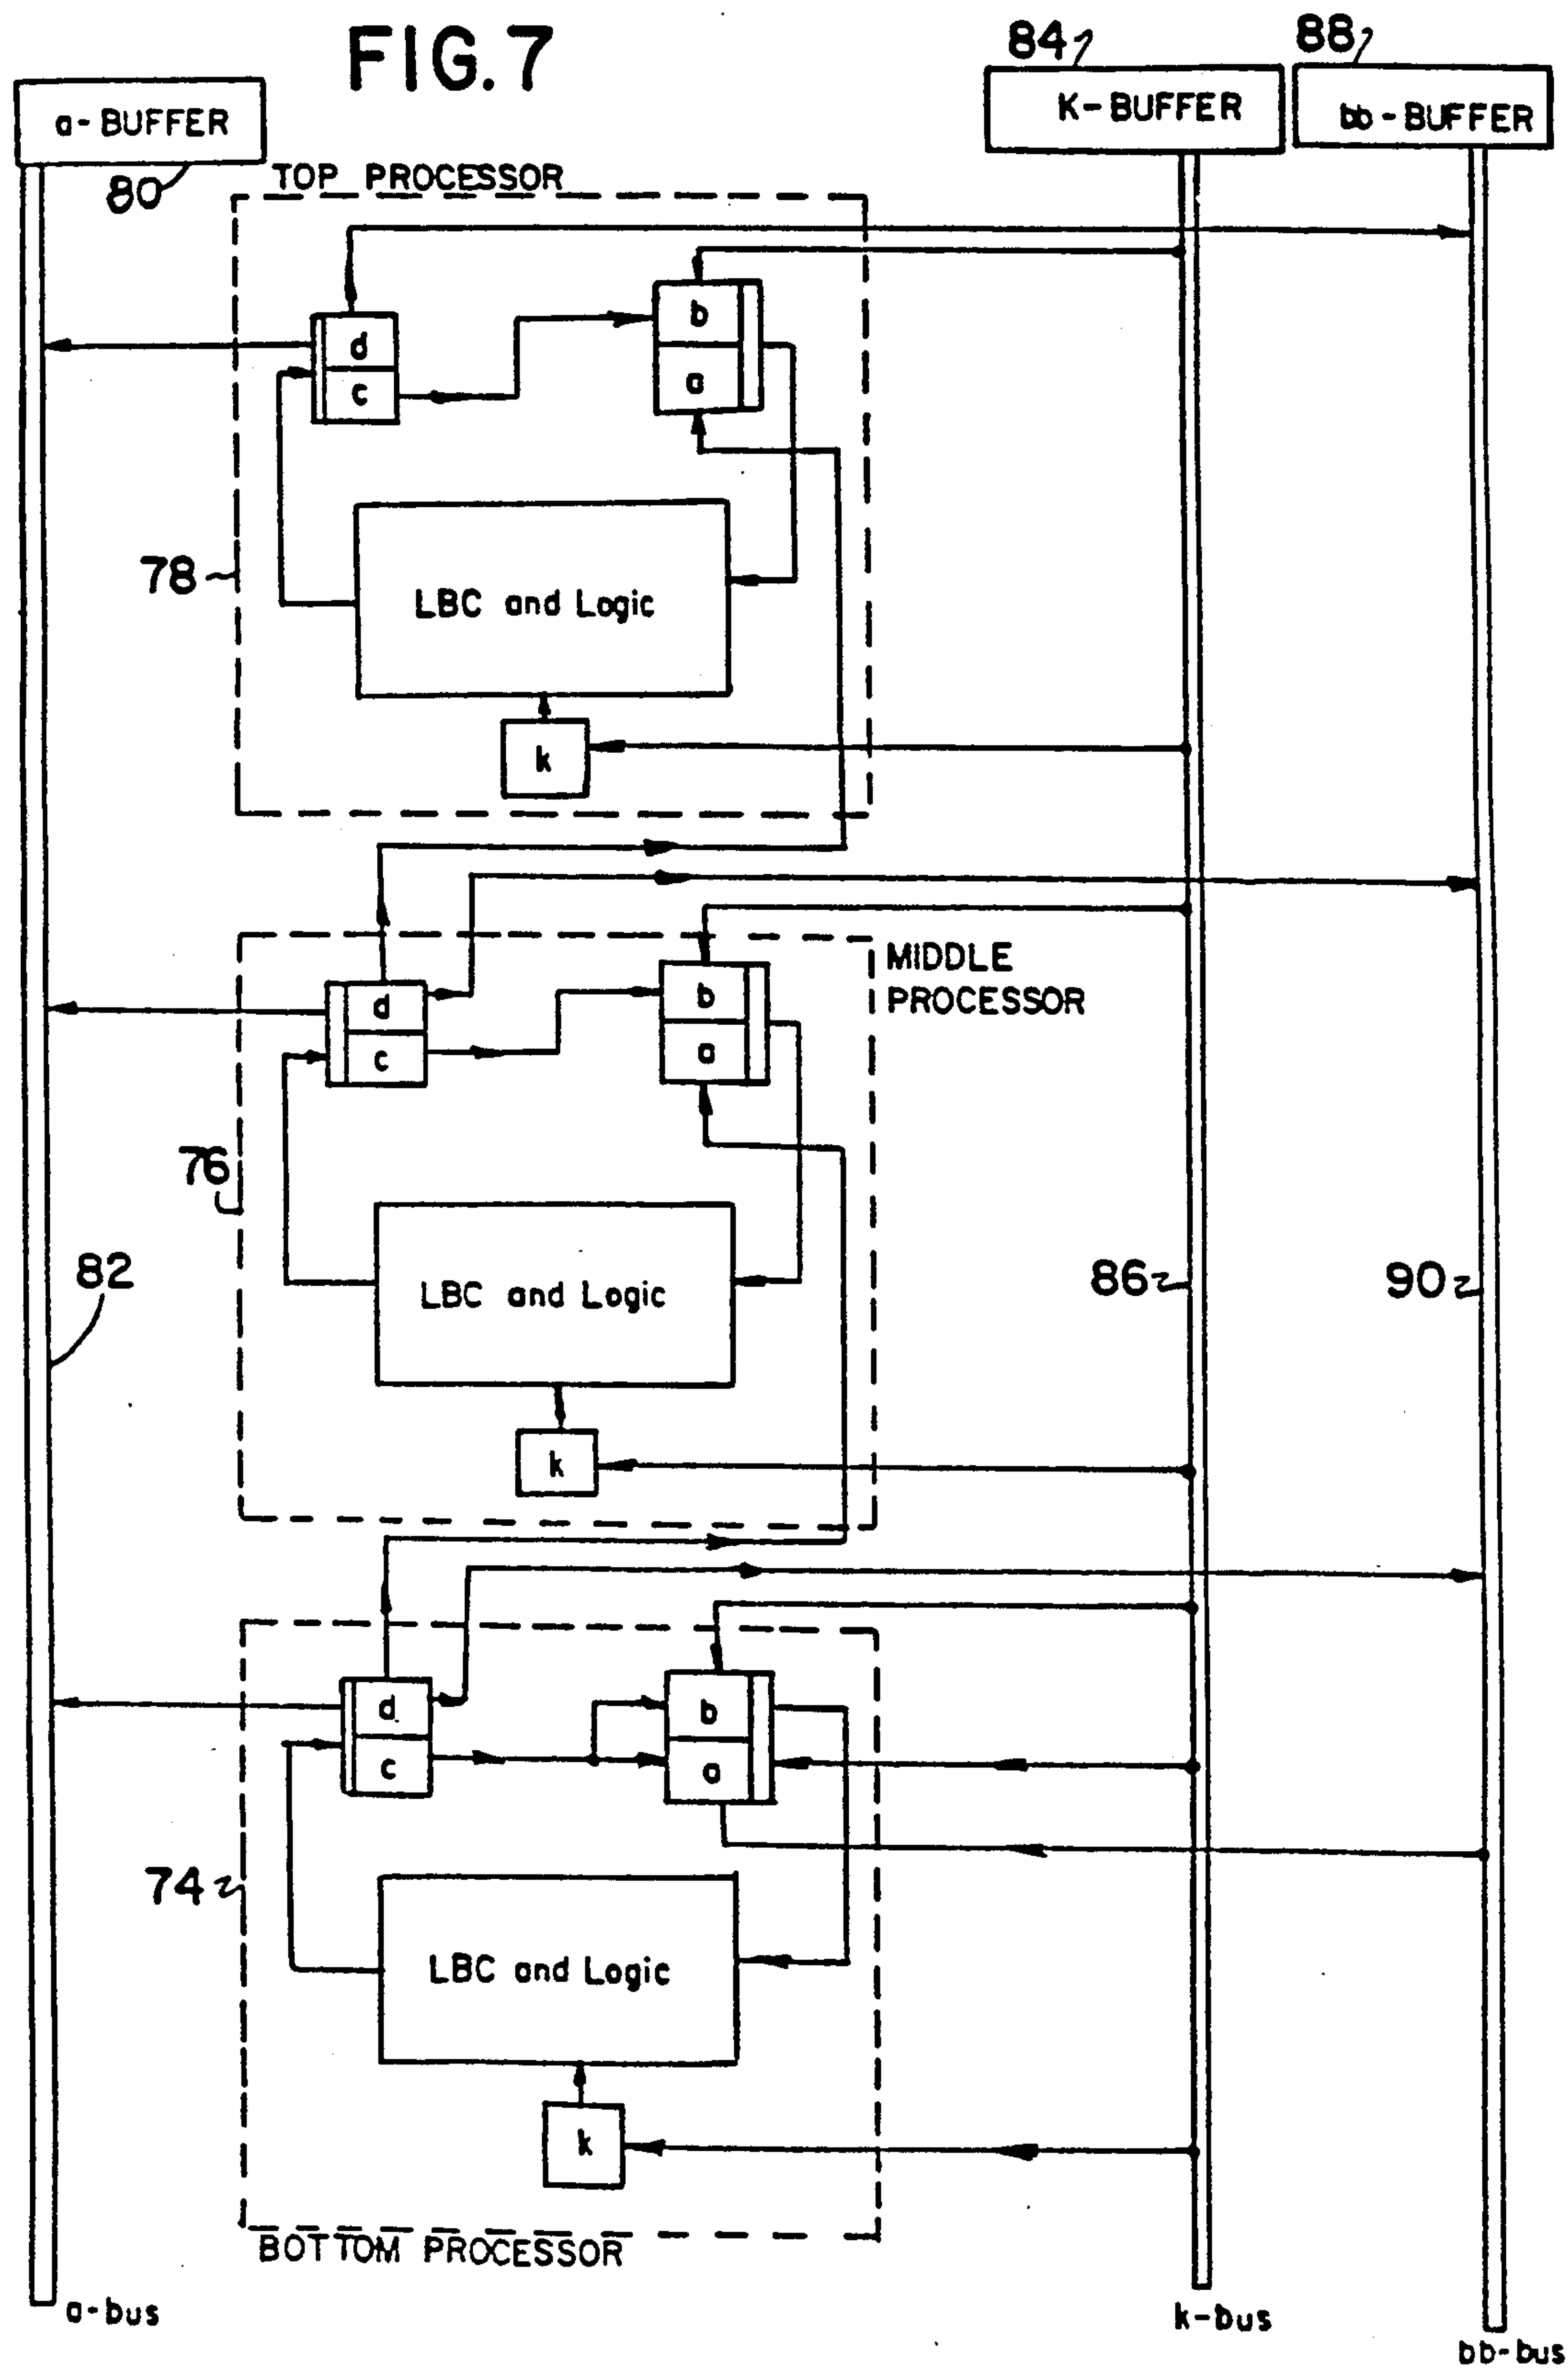 FIG.7
84
88
a-BUFFER
K-BUFFER
bb-BUFFER
80
TOP PROCESSOR
d
c
b
a
78
LBC and Logic
k
MIDDLE
PROCESSOR
d
c
b
a
76
82
86
90
LBC and Logic
k
d
c
b
a
74
LBC and Logic
k
BOTTOM PROCESSOR
a-bus
k-bus
bb-bus